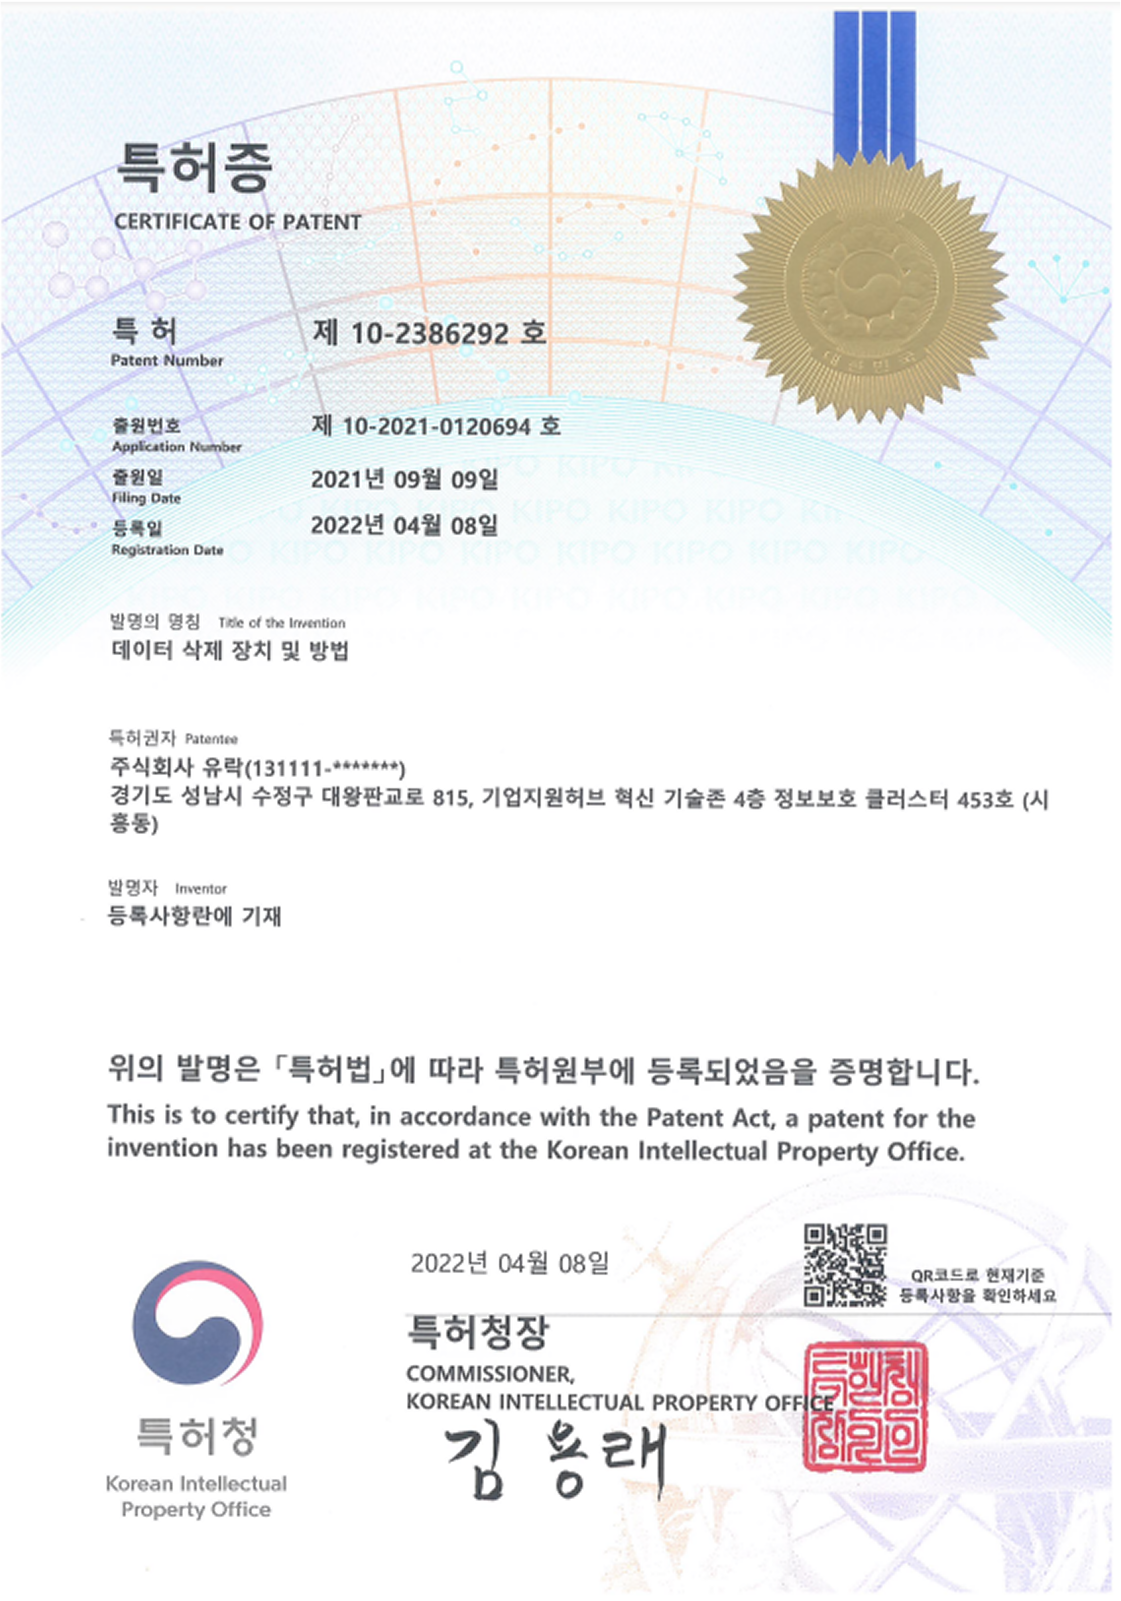 특허증
CERTIFICATE OF PATENT
특 허
Patent Number
제 10-2386292 호
출원번호
Application Number
제 10-2021-0120694 호
출원일
Filing Date
2021년 09월 09일
등록일
Registration Date
2022년 04월 08일
발명의 명칭 Title of the Invention
데이터 삭제 장치 및 방법
특허권자 Patentee
주식회사 유락(131111-*******)
경기도 성남시 수정구 대왕판교로 815, 기업지원허브 혁신 기술존 4층 정보보호 클러스터 453호 (시
흥동)
발명자 Inventor
등록사항란에 기재
위의 발명은 「특허법」에 따라 특허원부에 등록되었음을 증명합니다.
This is to certify that, in accordance with the Patent Act, a patent for the
invention has been registered at the Korean Intellectual Property Office.
2022년 04월 08일
QR코드로 현재기준
등록사항을 확인하세요
특허청장
COMMISSIONER,
KOREAN INTELLECTUAL PROPERTY OFFICE
김 용 래
특허청
Korean Intellectual
Property Office